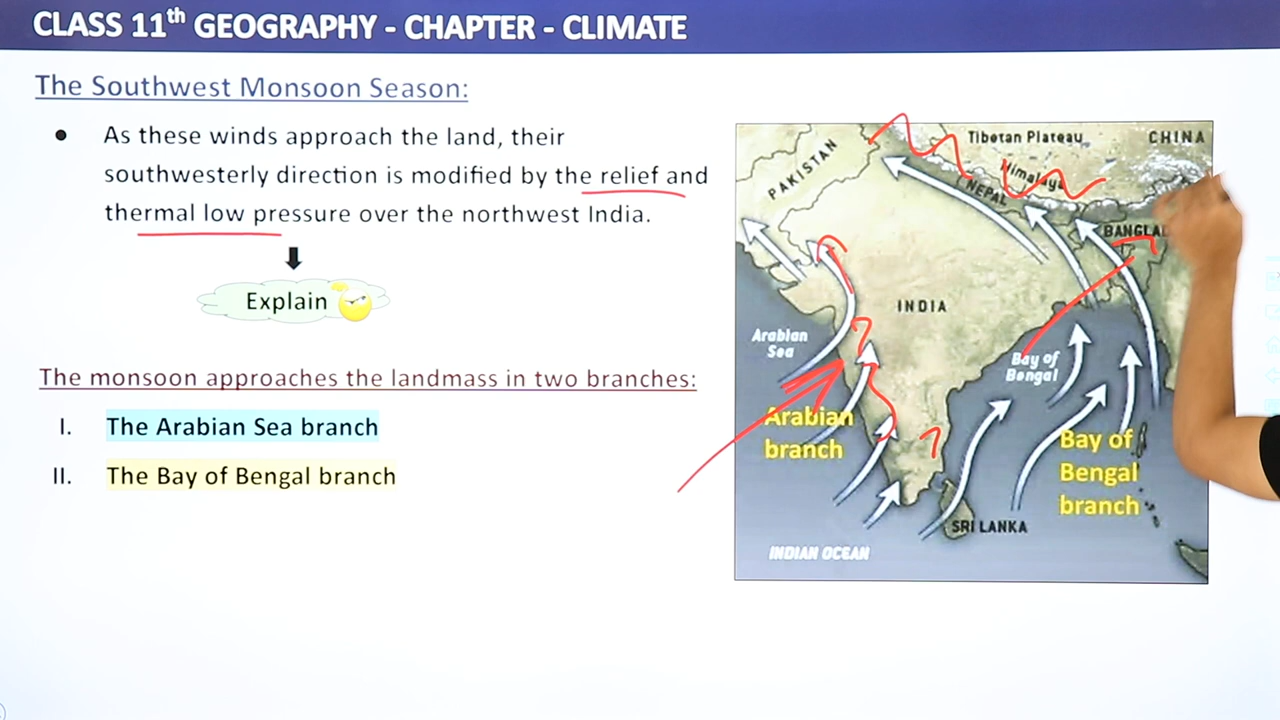 CLASS 11th GEOGRAPHY - CHAPTER - CLIMATE
The Southwest Monsoon Season:
As these winds approach the land, their
southwesterly direction is modified by the relief and
thermal low pressure over the northwest India.
Explain
The monsoon approaches the landmass in two branches:
I. The Arabian Sea branch
II. The Bay of Bengal branch
Tibetan Plateau
CHINA
PAKISTAN
Himalaya
NEPAL
INDIA
Arabian
Sea
Bay of
Bengal
Arabian
branch
Bay of
Bengal
branch
SRI LANKA
INDIAN OCEAN